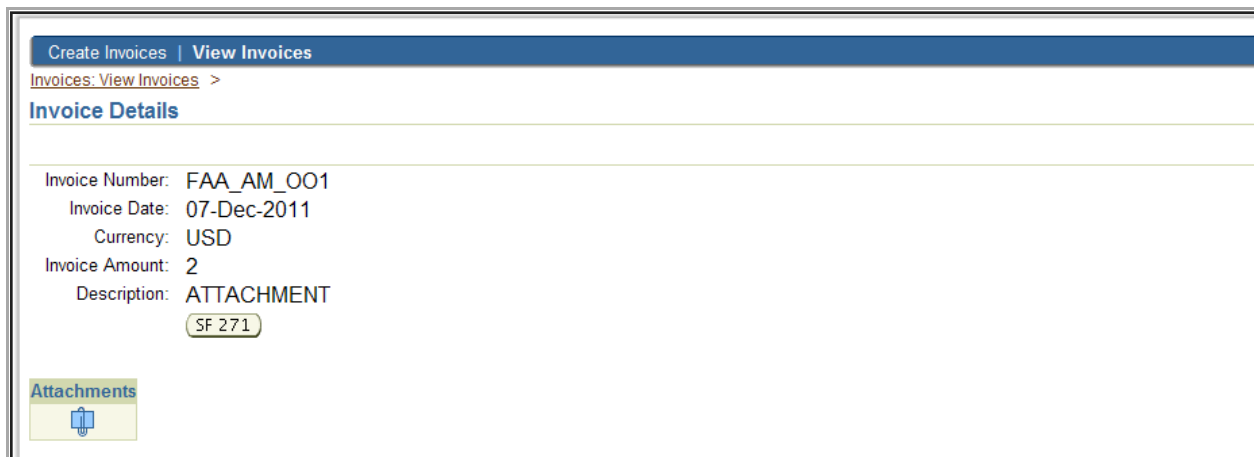 Create Invoices | View Invoices
Invoices: View Invoices >
Invoice Details
Invoice Number: FAA_AM_OO1
Invoice Date: 07-Dec-2011
Currency: USD
Invoice Amount: 2
Description: ATTACHMENT
SF 271
Attachments